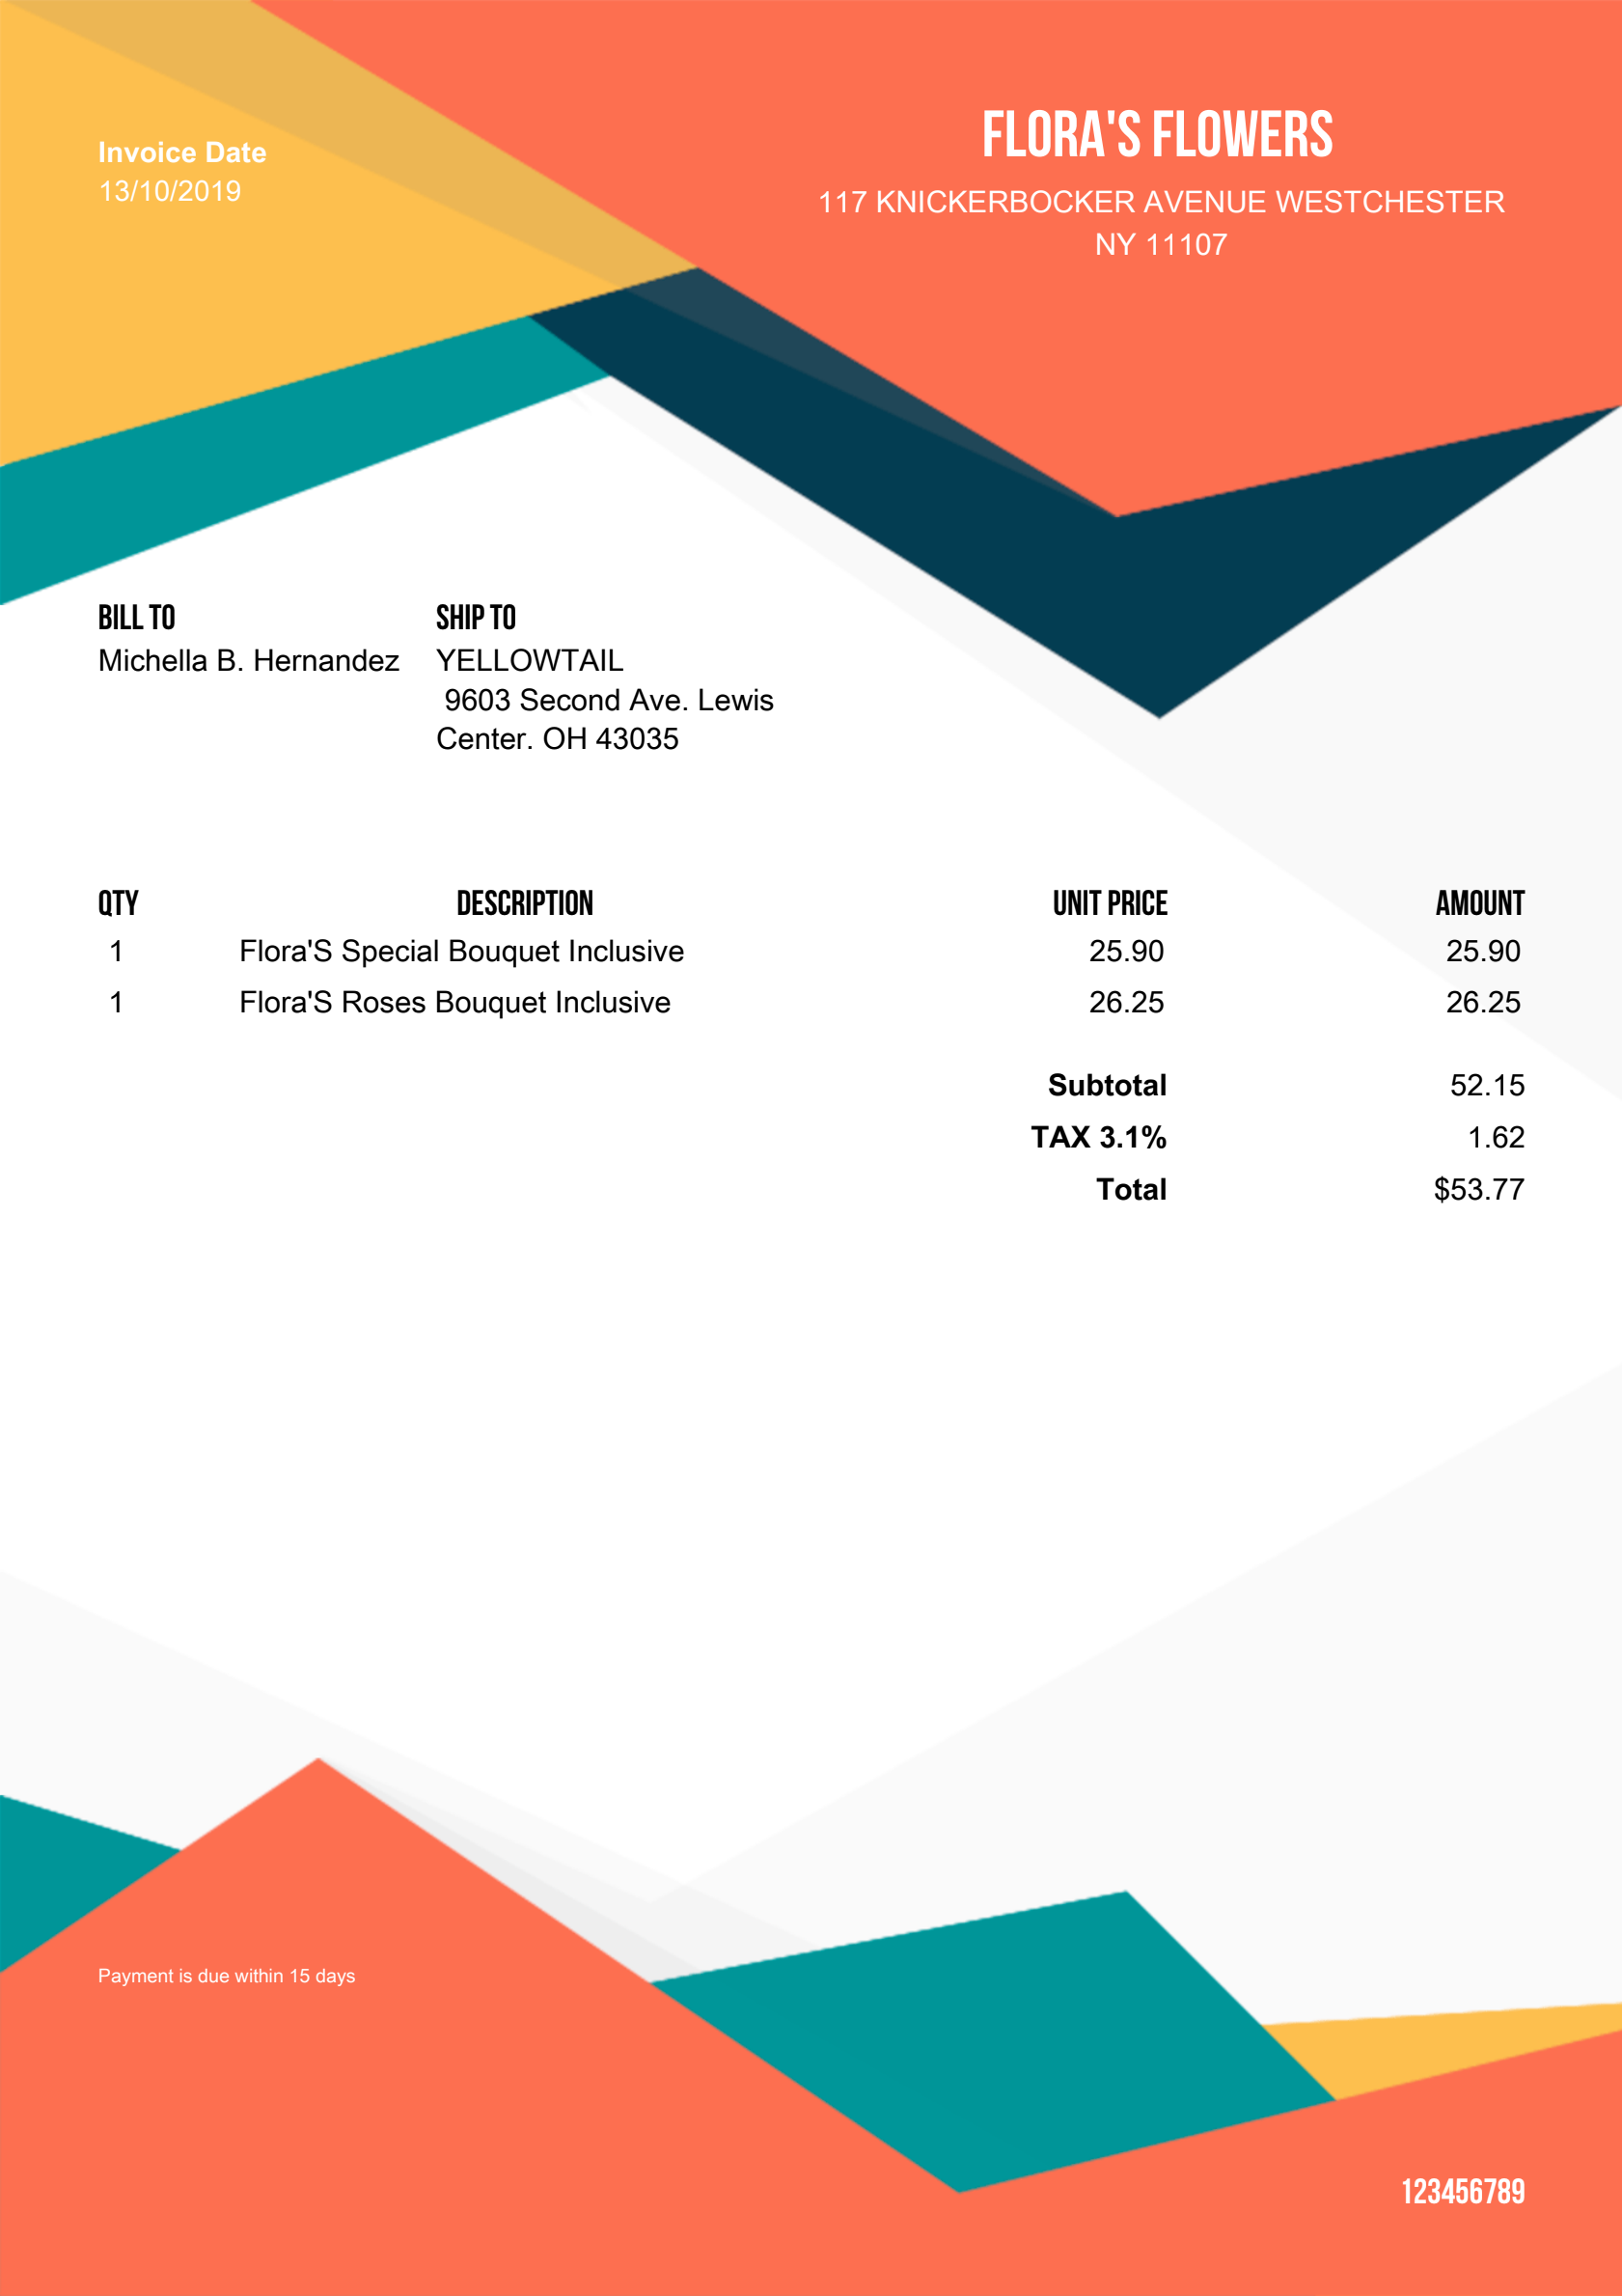 Invoice Date
13/10/2019
FLORA'S FLOWERS
117 KNICKERBOCKER AVENUE WESTCHESTER
NY 11107
BILL TO
Michella B. Hernandez
SHIP TO
YELLOWTAIL
9603 Second Ave. Lewis
Center. OH 43035
QTY DESCRIPTION UNIT PRICE AMOUNT
1 Flora'S Special Bouquet Inclusive 25.90 25.90
1 Flora'S Roses Bouquet Inclusive 26.25 26.25
Subtotal 52.15
TAX 3.1% 1.62
Total $53.77
Payment is due within 15 days
123456789